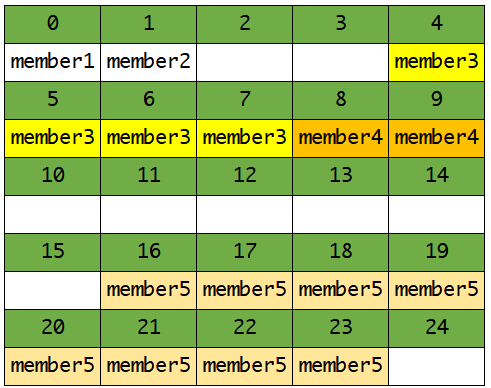 0 1 2 3 4
member1 member2 member3
5 6 7 8 9
member3 member3 member3 member4 member4
10 11 12 13 14
15 16 17 18 19
member5 member5 member5 member5
20 21 22 23 24
member5 member5 member5 member5